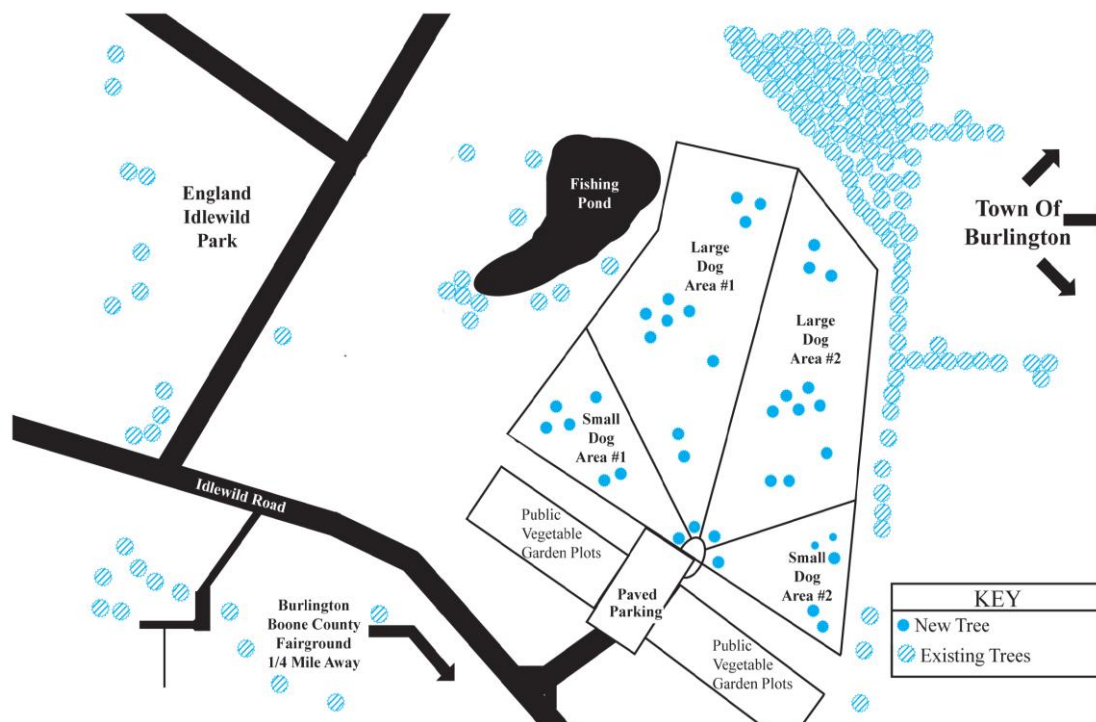 England
Idlewild
Park
Fishing
Pond
Town Of
Burlington
Large
Dog
Area #1
Large
Dog
Area #2
Small
Dog
Area #1
Idlewild Road
Public
Vegetable
Garden Plots
Small
Dog
Area #2
Paved
Parking
Burlington
Boone County
Fairground
1/4 Mile Away
Public
Vegetable
Garden Plots
KEY
New Tree
Existing Trees